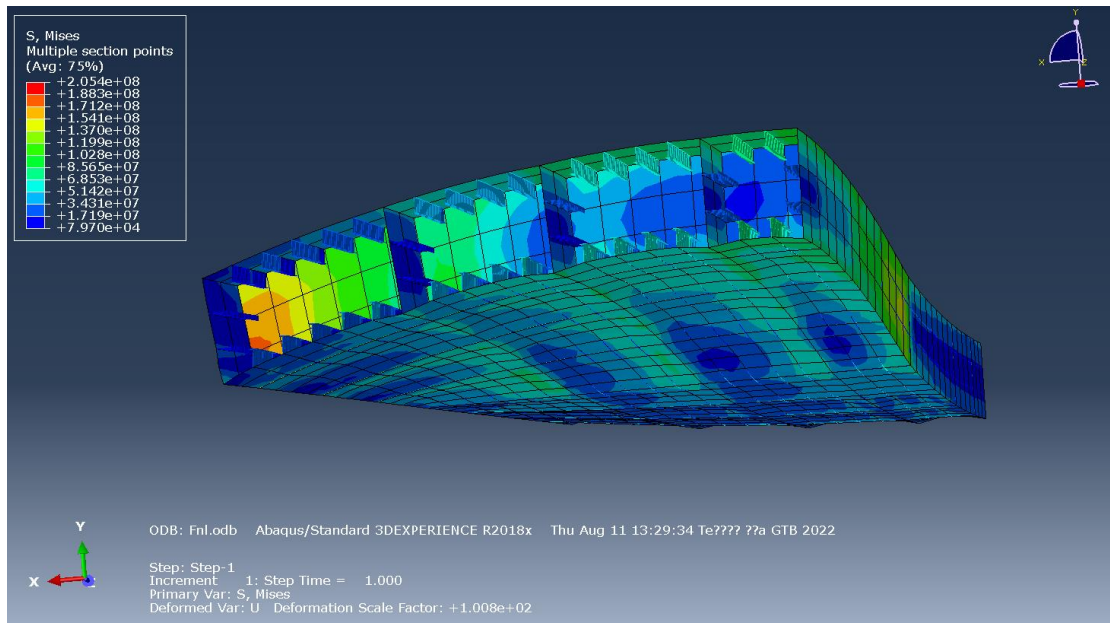 S, Mises
Multiple section points
(Avg: 75%)
+2.054e+08
+1.883e+08
+1.712e+08
+1.541e+08
+1.370e+08
+1.199e+08
+1.028e+08
+8.565e+07
+6.853e+07
+5.142e+07
+3.431e+07
+1.719e+07
+7.970e+04
Y
X
Z
Y
X
ODB: Fnl.odb Abaqus/Standard 3DEXPERIENCE R2018x Thu Aug 11 13:29:34 Te???? ??a GTB 2022
Step: Step-1
Increment 1: Step Time = 1.000
Primary Var: S, Mises
Deformed Var: U Deformation Scale Factor: +1.008e+02